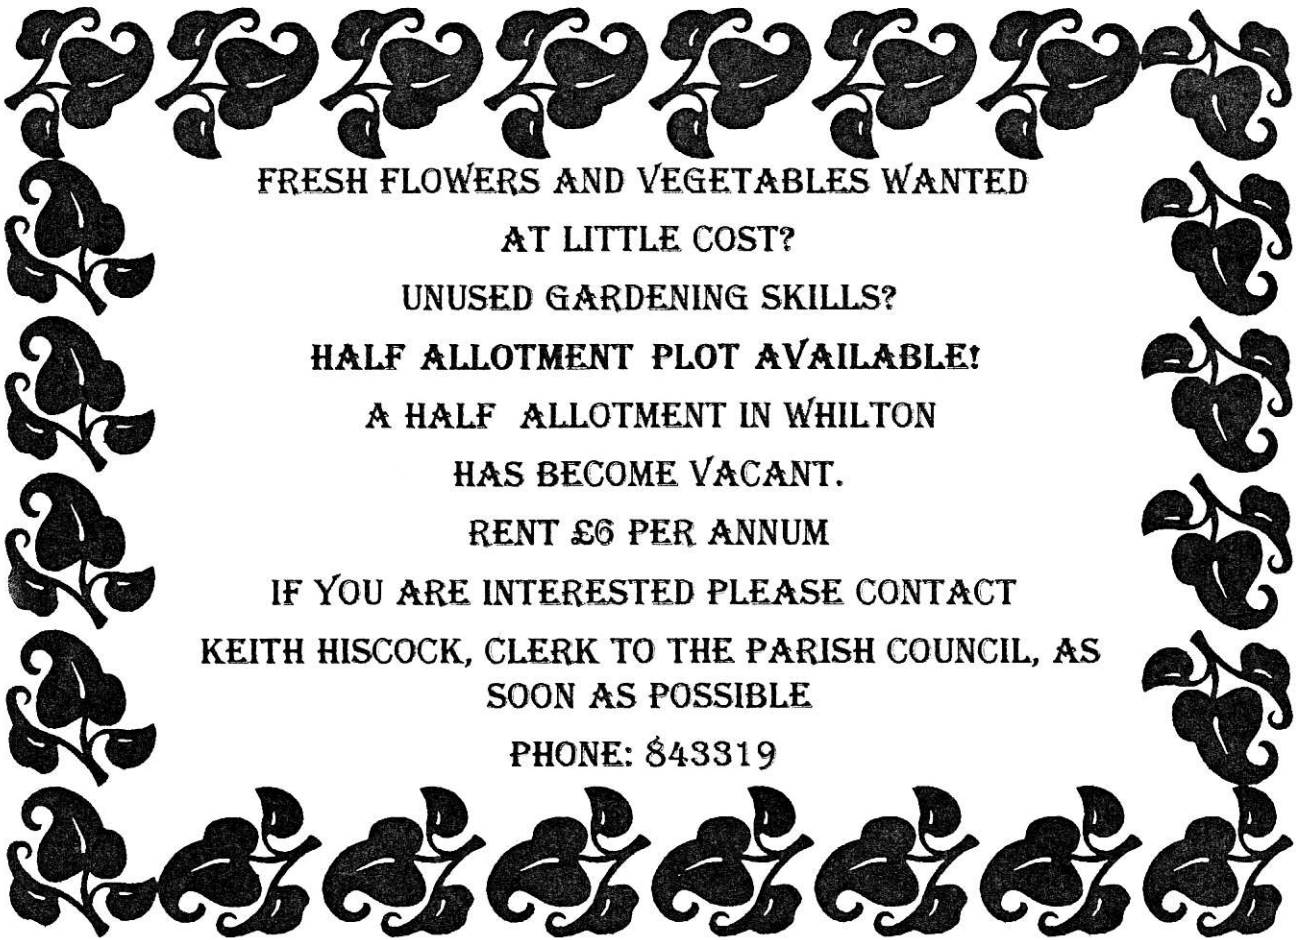 FRESH FLOWERS AND VEGETABLES WANTED
AT LITTLE COST?
UNUSED GARDENING SKILLS?
HALF ALLOTMENT PLOT AVAILABLE!
A HALF ALLOTMENT IN WHILTON
HAS BECOME VACANT.
RENT £6 PER ANNUM
IF YOU ARE INTERESTED PLEASE CONTACT
KEITH HISCOCK, CLERK TO THE PARISH COUNCIL, AS
SOON AS POSSIBLE
PHONE: 843319